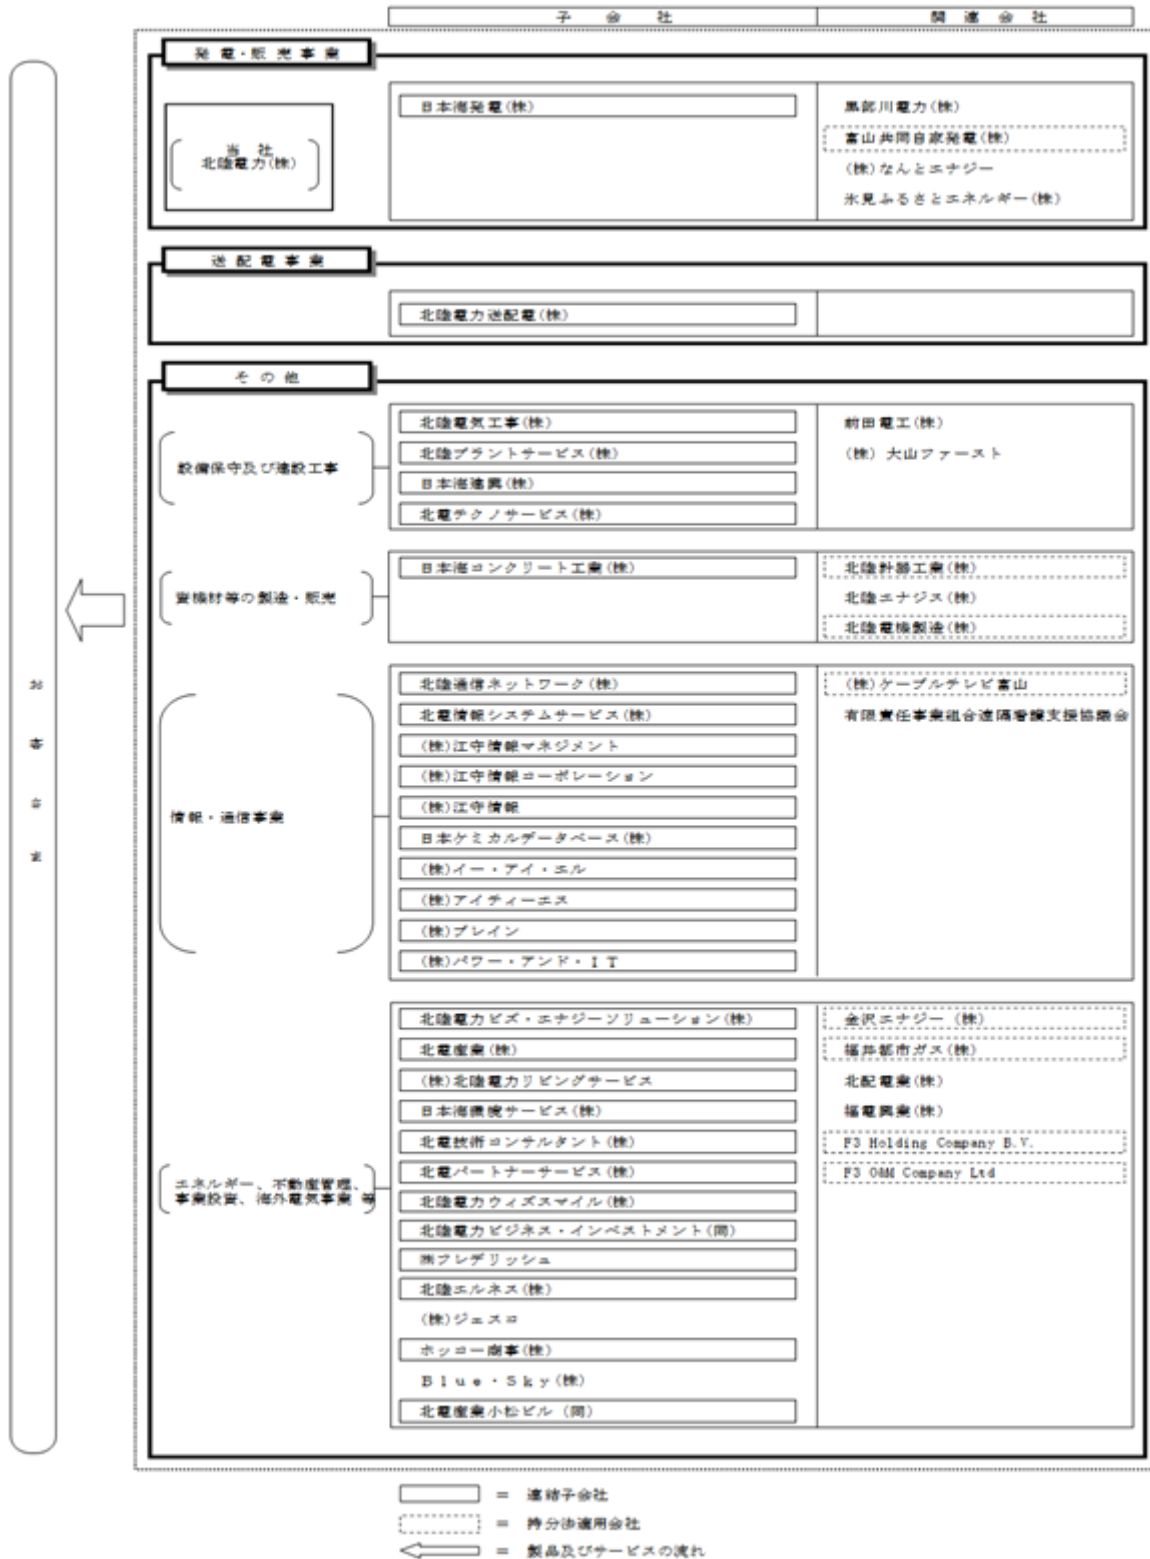 子会社 関連会社
発電・販売事業
当社
北陸電力(株)
日本海発電(株)
黒部川電力(株)
富山共同自家発電(株)
(株)なんとエナジー
氷見ふるさとエネルギー(株)
送配電事業
北陸電力送配電(株)
その他
設備保守及び建設工事
北陸電気工事(株)
北陸プラントサービス(株)
日本海建興(株)
北電テクノサービス(株)
前田電工(株)
(株) 大山ファースト
資機材等の製造・販売
日本海コンクリート工業(株)
北陸計器工業(株)
北陸エナジス(株)
北陸電機製造(株)
情報・通信事業
北陸通信ネットワーク(株)
北電情報システムサービス(株)
(株)江守情報マネジメント
(株)江守情報コーポレーション
(株)江守情報
日本ケミカルデータベース(株)
(株)イー・アイ・エル
(株)アイティーエス
(株)ブレイン
(株)パワー・アンド・ＩＴ
(株)ケーブルテレビ富山
有限責任事業組合遠隔看護支援協議会
エネルギー、不動産管理、
事業投資、海外電気事業 等
北陸電力ビズ・エナジーソリューション(株)
北電産業(株)
(株)北陸電力リビングサービス
日本海環境サービス(株)
北電技術コンサルタント(株)
北電パートナーサービス(株)
北陸電力ウィズスマイル(株)
北陸電力ビジネス・インベストメント(同)
㈱フレデリッシュ
北陸エルネス(株)
(株)ジェスコ
ホッコー商事(株)
Ｂｌｕｅ・Ｓｋｙ(株)
北電産業小松ビル (同)
金沢エナジー (株)
福井都市ガス(株)
北配電業(株)
福電興業(株)
F3 Holding Company B.V.
F3 O&M Company Ltd
お客さま
＝ 連結子会社
＝ 持分法適用会社
＝ 製品及びサービスの流れ